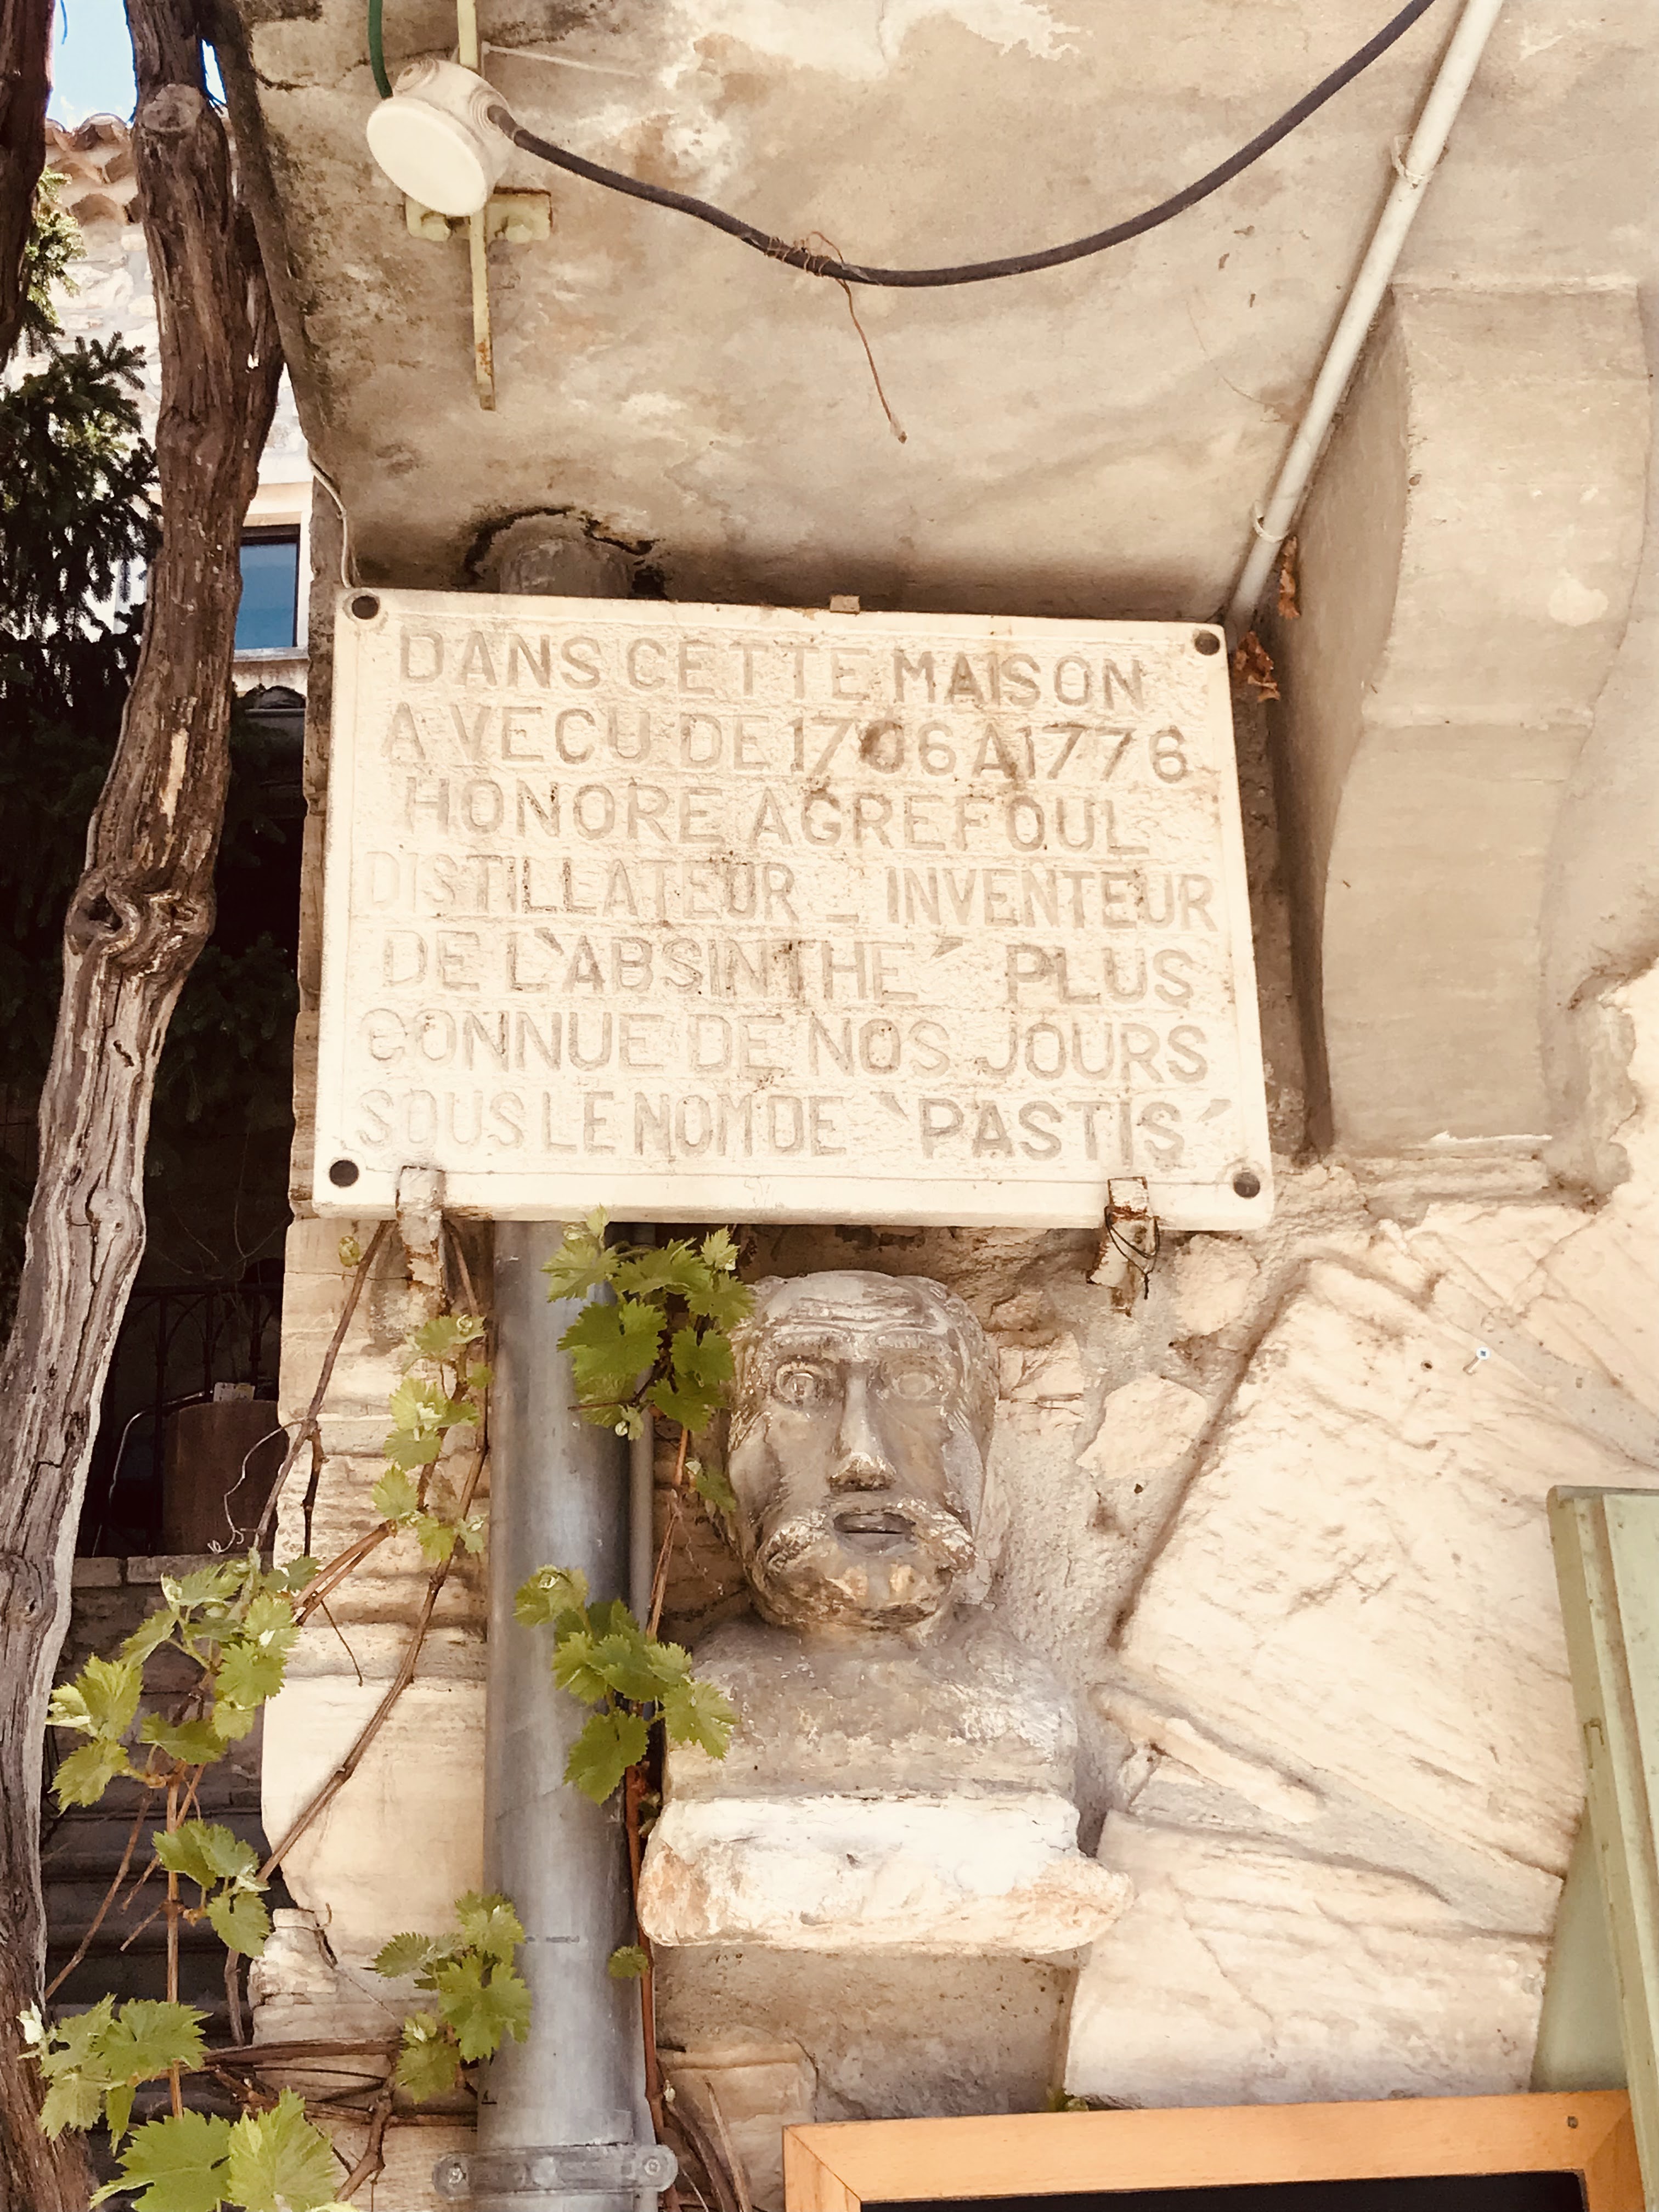 DANS CETTE MAISON
A VECU DE 1706 A 1776
HONORE AGREFOUL
DISTILLATEUR _ INVENTEUR
DE L`ABSINTHE´ PLUS
CONNUE DE NOS JOURS
SOUS LE NOM DE `PASTIS´